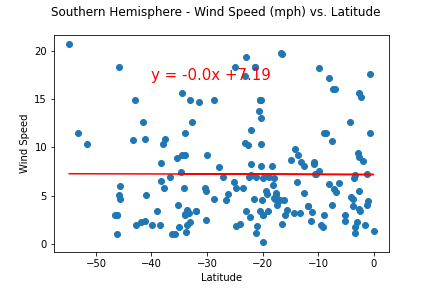 Southern Hemisphere - Wind Speed (mph) vs. Latitude
20
15
10
5
0
Wind Speed
y = -0.0x +7.19
−50
−40
−30
−20
−10
0
Latitude